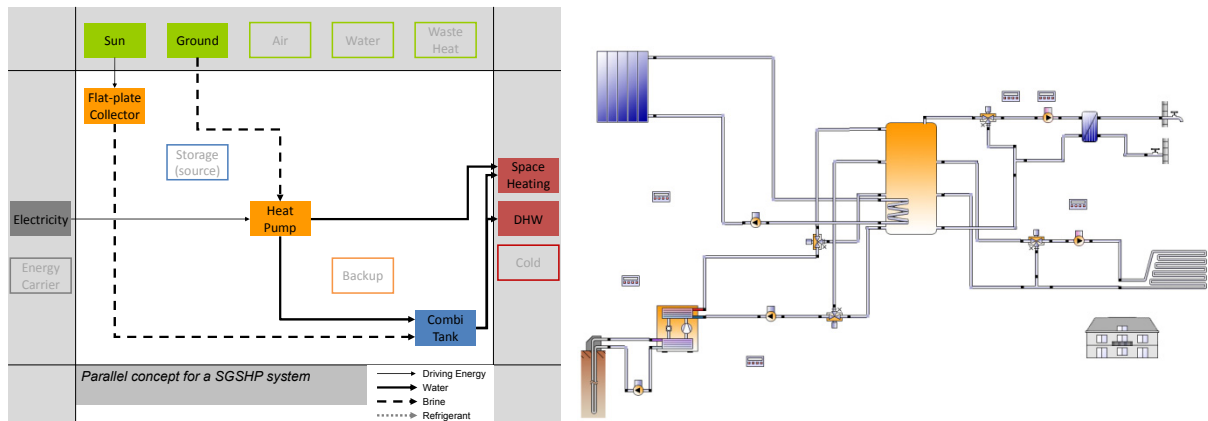 Sun
Ground
Air
Water
Waste
Heat
Flat-plate
Collector
Storage
(source)
Space
Heating
Electricity
Heat
Pump
DHW
Energy
Carrier
Backup
Cold
Combi
Tank
Parallel concept for a SGSHP system
Driving Energy
Water
Brine
Refrigerant